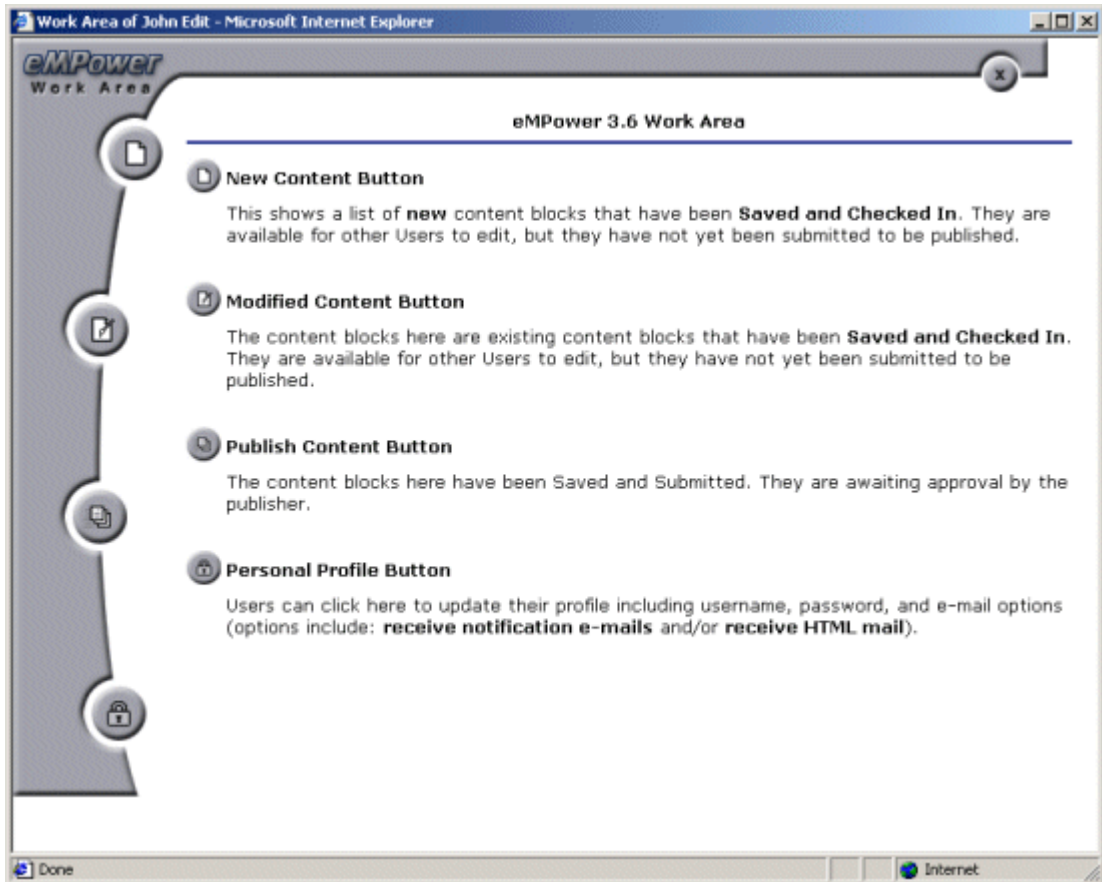 Work Area of John Edit - Microsoft Internet Explorer
eMPower
Work Area
x
eMPower 3.6 Work Area
New Content Button
This shows a list of new content blocks that have been Saved and Checked In. They are
available for other Users to edit, but they have not yet been submitted to be published.
Modified Content Button
The content blocks here are existing content blocks that have been Saved and Checked In.
They are available for other Users to edit, but they have not yet been submitted to be
published.
Publish Content Button
The content blocks here have been Saved and Submitted. They are awaiting approval by the
publisher.
Personal Profile Button
Users can click here to update their profile including username, password, and e-mail options
(options include: receive notification e-mails and/or receive HTML mail).
Done
Internet